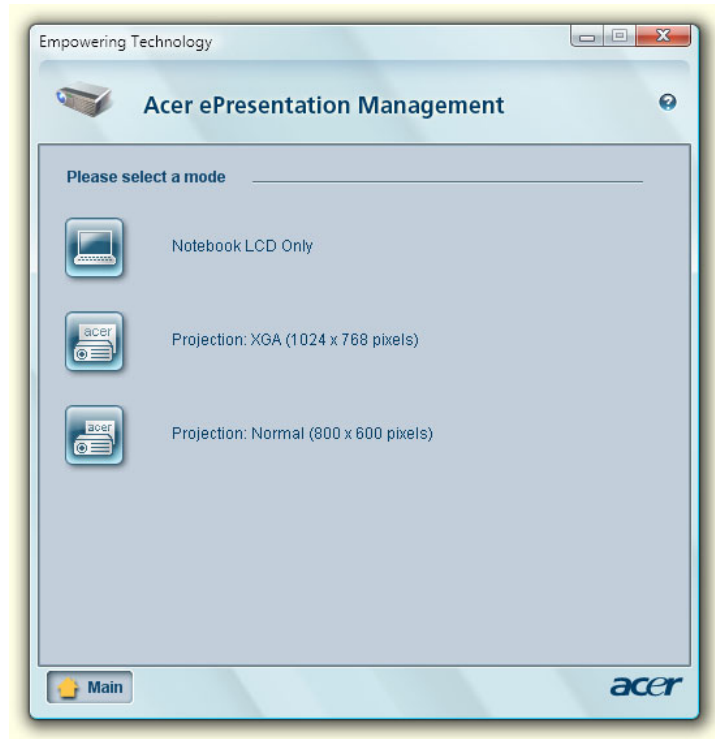 Empowering Technology
Acer ePresentation Management
Please select a mode
Notebook LCD Only
acer
Projection: XGA (1024 x 768 pixels)
acer
Projection: Normal (800 x 600 pixels)
Main
acer